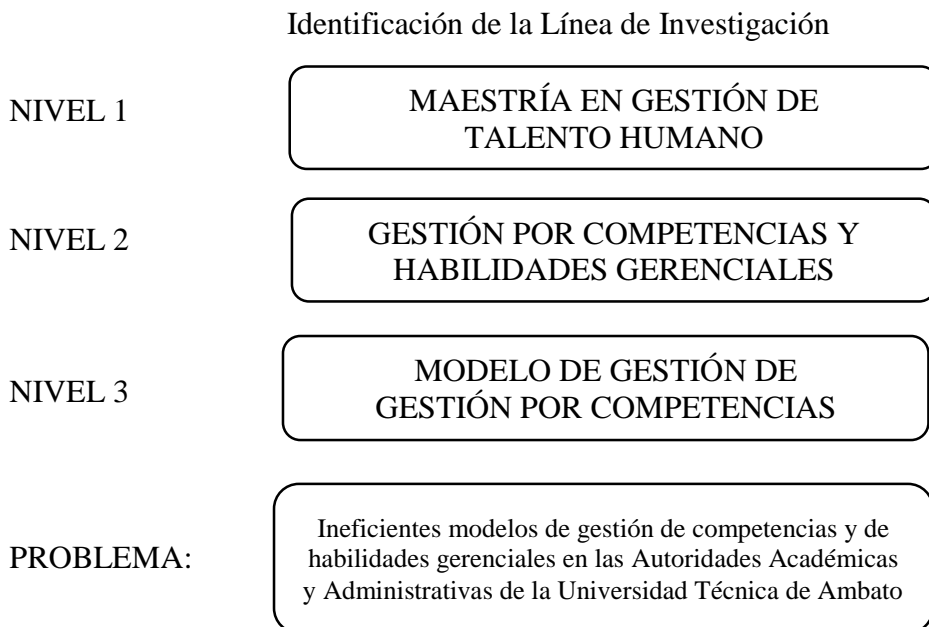 Identificación de la Línea de Investigación
NIVEL 1
MAESTRÍA EN GESTIÓN DE
TALENTO HUMANO
NIVEL 2
GESTIÓN POR COMPETENCIAS Y
HABILIDADES GERENCIALES
NIVEL 3
MODELO DE GESTIÓN DE
GESTIÓN POR COMPETENCIAS
PROBLEMA:
Ineficientes modelos de gestión de competencias y de
habilidades gerenciales en las Autoridades Académicas
y Administrativas de la Universidad Técnica de Ambato